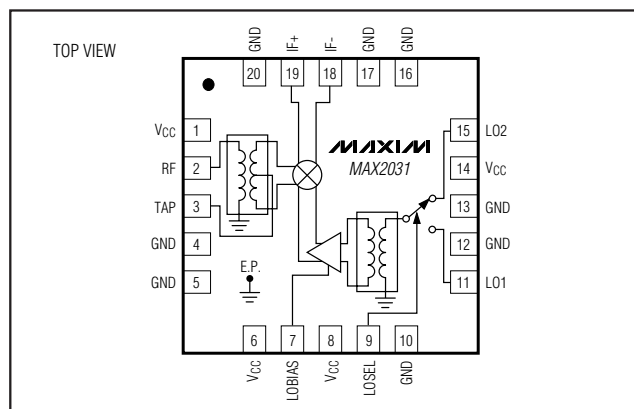 TOP VIEW
GND
IF+
IF-
GND
GND
20
19
18
17
16
VCC
1
RF
2
TAP
3
GND
4
GND
5
MAXIM
MAX2031
15
LO2
14
VCC
13
GND
12
GND
11
LO1
E.P.
6
7
8
9
10
VCC
LOBIAS
VCC
LOSEL
GND